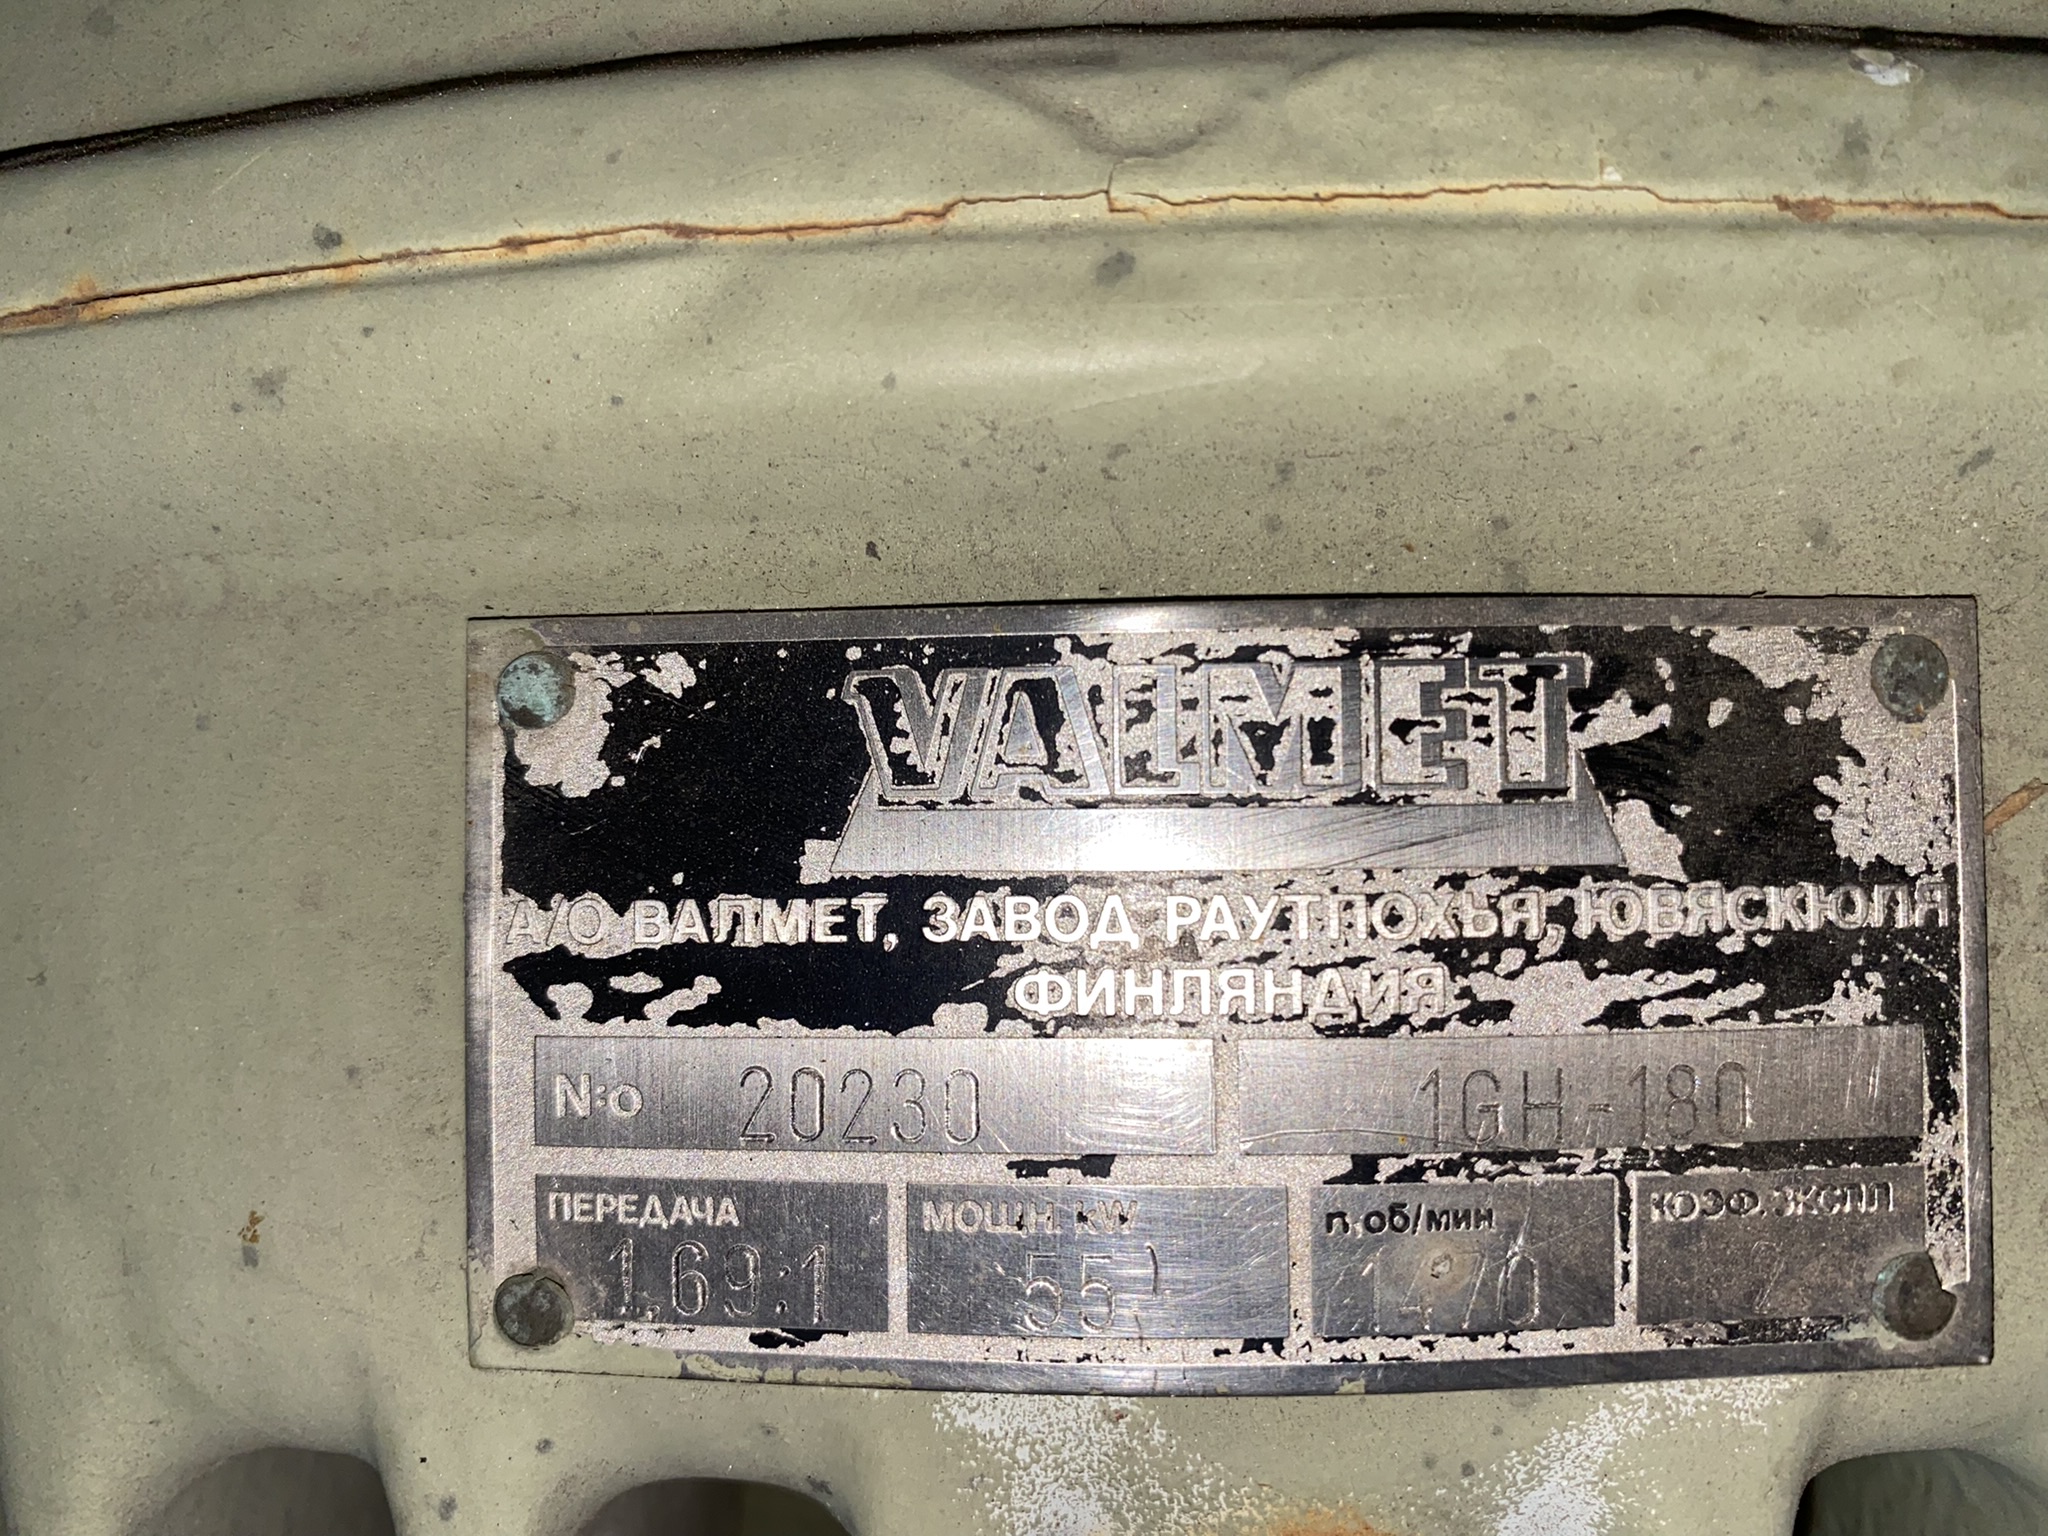 VALMET
А/О ВАЛМЕТ, ЗАВОД РАУТПОХЬЯ, ЮВЯСКЮЛЯ
ФИНЛЯНДИЯ
N:o 20230 1GH-180
ПЕРЕДАЧА МОЩН. kW п, об/мин КОЭФ. ЭКСПЛ
1,69:1 55 1470 2